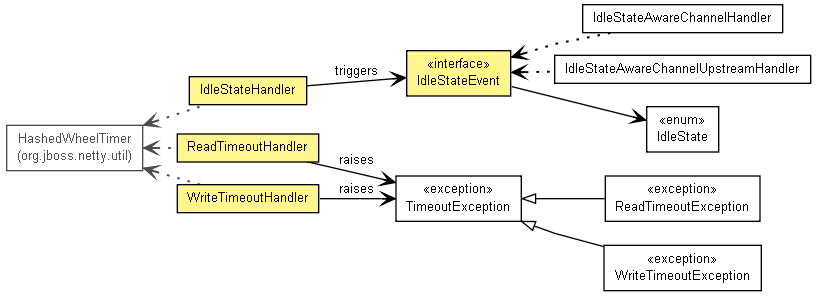 IdleStateAwareChannelHandler
«interface»
IdleStateEvent
IdleStateAwareChannelUpstreamHandler
triggers
IdleStateHandler
«enum»
IdleState
HashedWheelTimer
(org.jboss.netty.util)
ReadTimeoutHandler
raises
WriteTimeoutHandler
raises
«exception»
TimeoutException
«exception»
ReadTimeoutException
«exception»
WriteTimeoutException